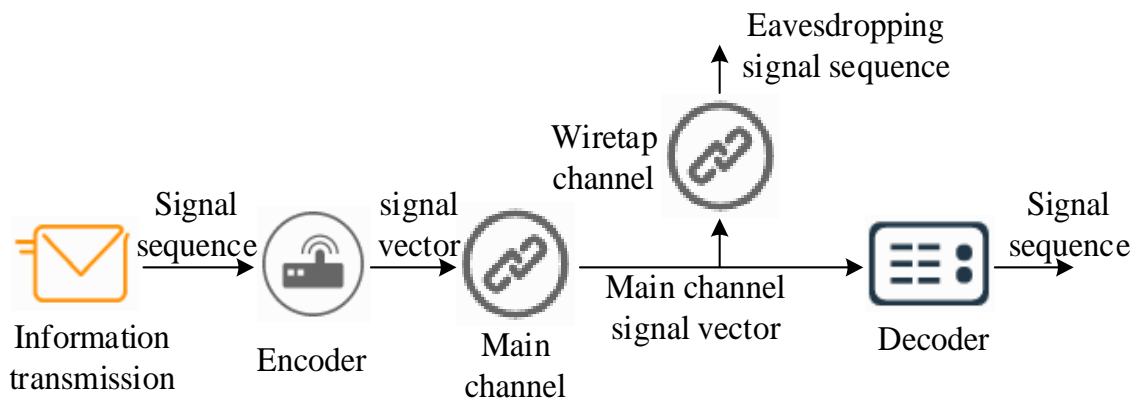 Eavesdropping
signal sequence
Wiretap
channel
Signal
sequence
signal
vector
Signal
sequence
Main channel
signal vector
Information
transmission
Encoder
Main
channel
Decoder